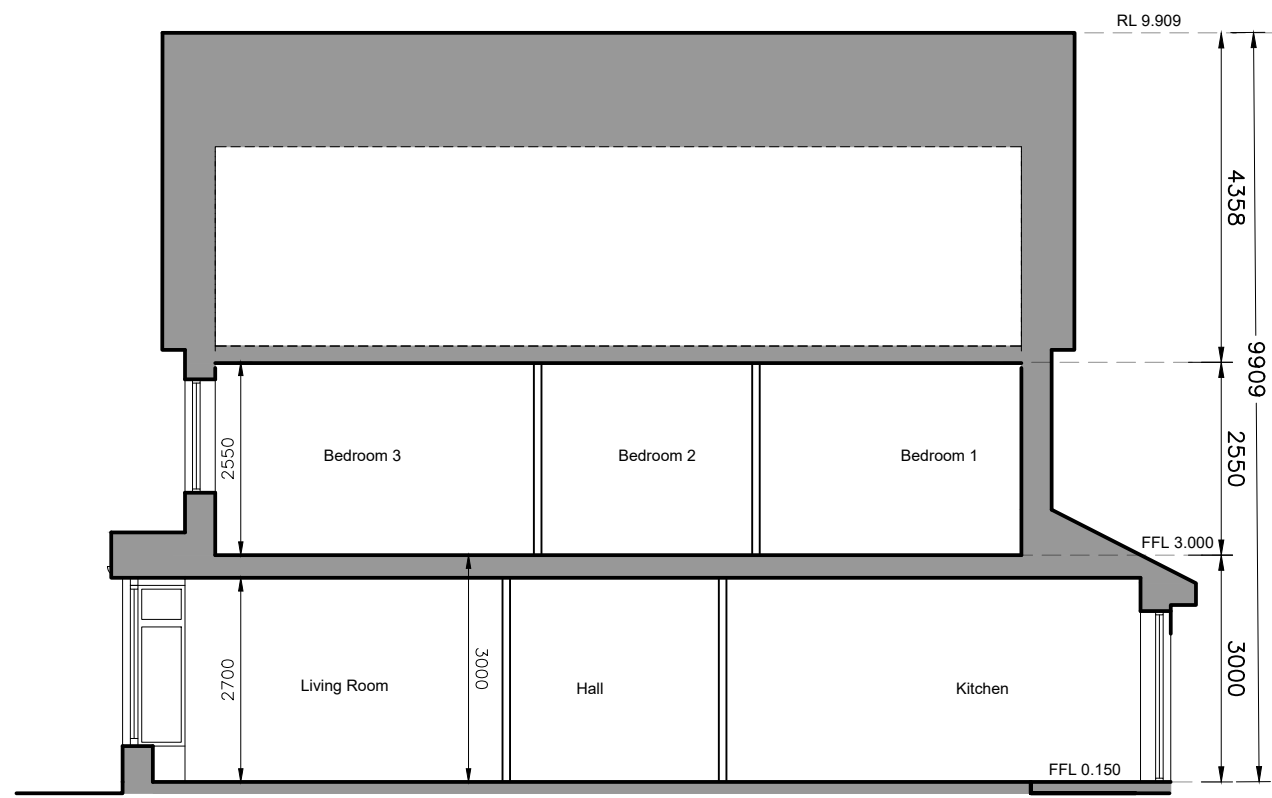 RL 9.909
4358
9909
2550
Bedroom 3
Bedroom 2
Bedroom 1
2550
FFL 3.000
2700
Living Room
3000
Hall
Kitchen
3000
FFL 0.150